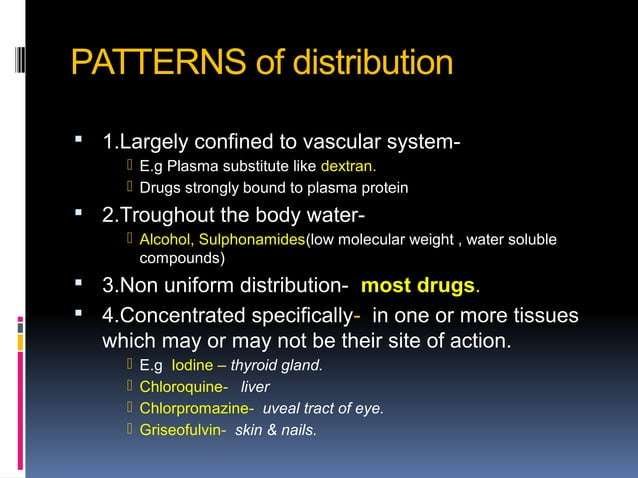 PATTERNS of distribution
1.Largely confined to vascular system-
E.g Plasma substitute like dextran.
Drugs strongly bound to plasma protein
2.Troughout the body water-
Alcohol, Sulphonamides(low molecular weight , water soluble
compounds)
3.Non uniform distribution- most drugs.
4.Concentrated specifically- in one or more tissues
which may or may not be their site of action.
E.g Iodine – thyroid gland.
Chloroquine- liver
Chlorpromazine- uveal tract of eye.
Griseofulvin- skin & nails.